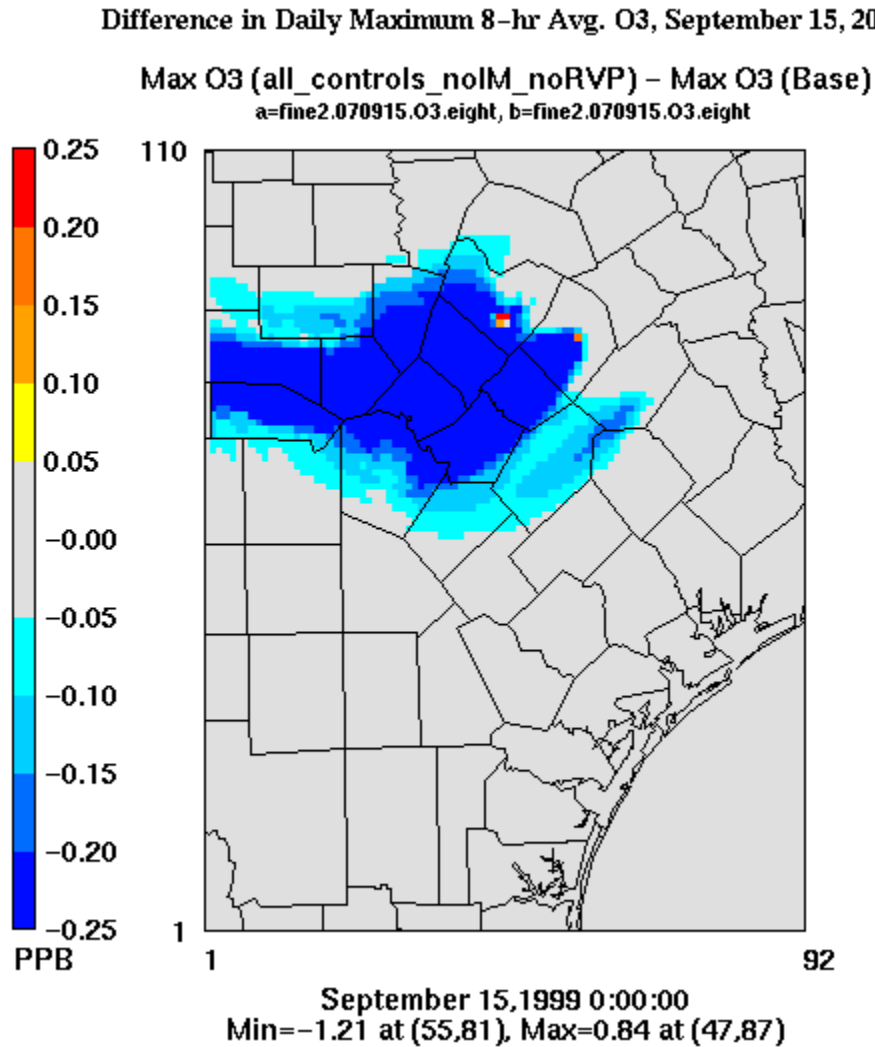 Difference in Daily Maximum 8-hr Avg. O3, September 15, 20
Max O3 (all_controls_noIM_noRVP) - Max O3 (Base)
a=fine2.070915.O3.eight, b=fine2.070915.O3.eight
0.25
0.20
0.15
0.10
0.05
-0.00
-0.05
-0.10
-0.15
-0.20
-0.25
PPB
110
1
1
92
September 15,1999 0:00:00
Min=-1.21 at (55,81), Max=0.84 at (47,87)